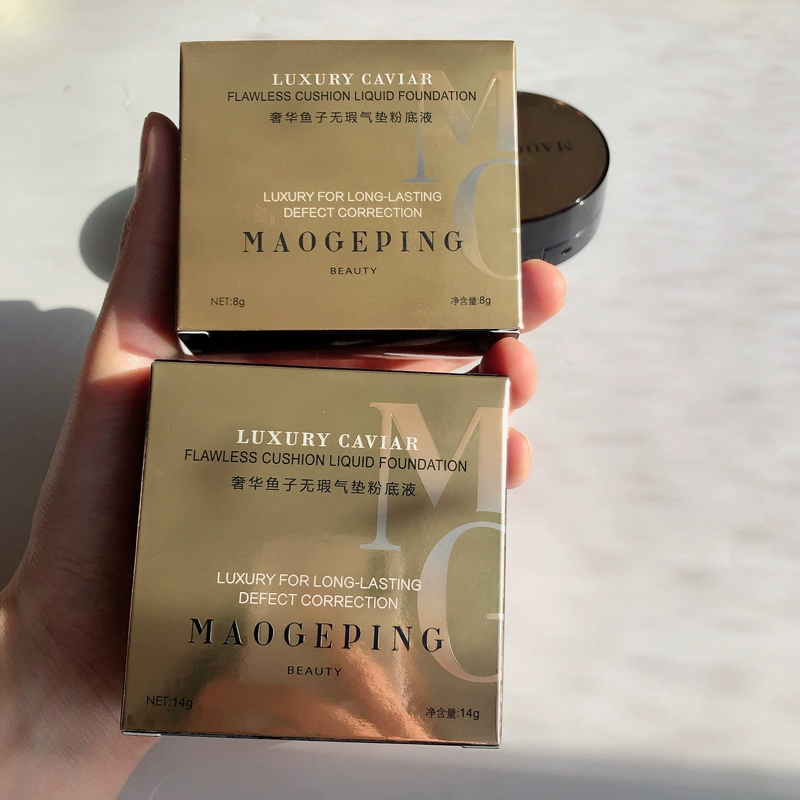 LUXURY CAVIAR
FLAWLESS CUSHION LIQUID FOUNDATION
奢华鱼子无瑕气垫粉底液
LUXURY FOR LONG-LASTING
DEFECT CORRECTION
MAOGEPING
BEAUTY
NET:8g
净含量:8g
MG
LUXURY CAVIAR
FLAWLESS CUSHION LIQUID FOUNDATION
奢华鱼子无瑕气垫粉底液
LUXURY FOR LONG-LASTING
DEFECT CORRECTION
MAOGEPING
BEAUTY
NET:14g
净含量:14g
MG